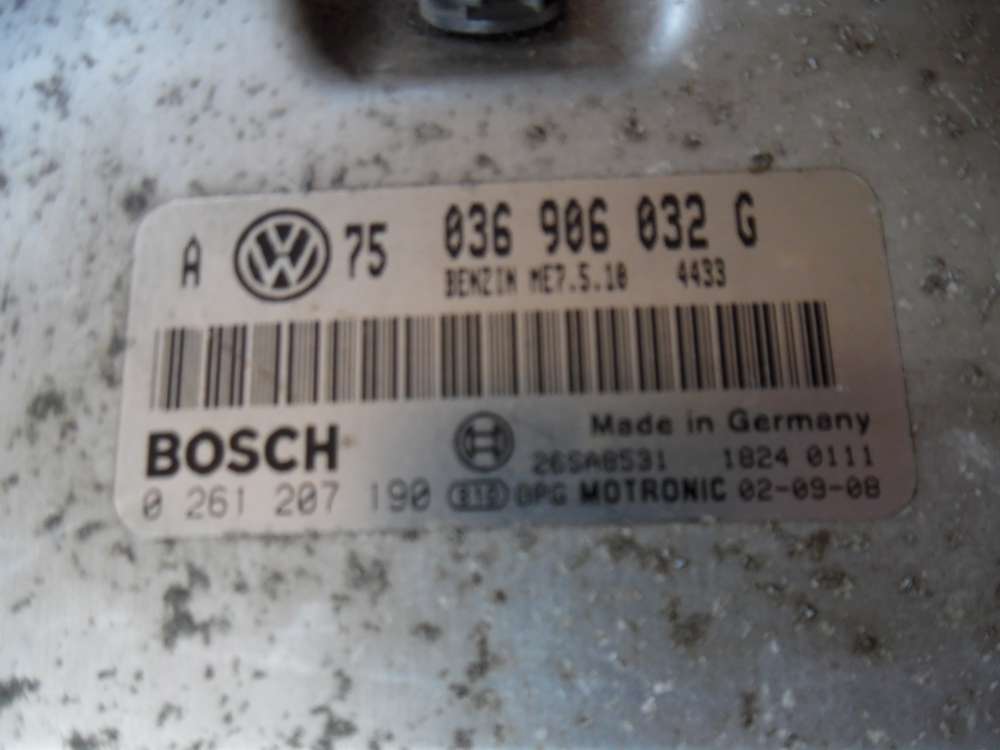 A VW 75 036 906 032 G
BENZIN ME7.5.10 4433
Made in Germany
BOSCH 26SA8531 1824 0111
0 261 207 190 DPG MOTRONIC 02-09-08